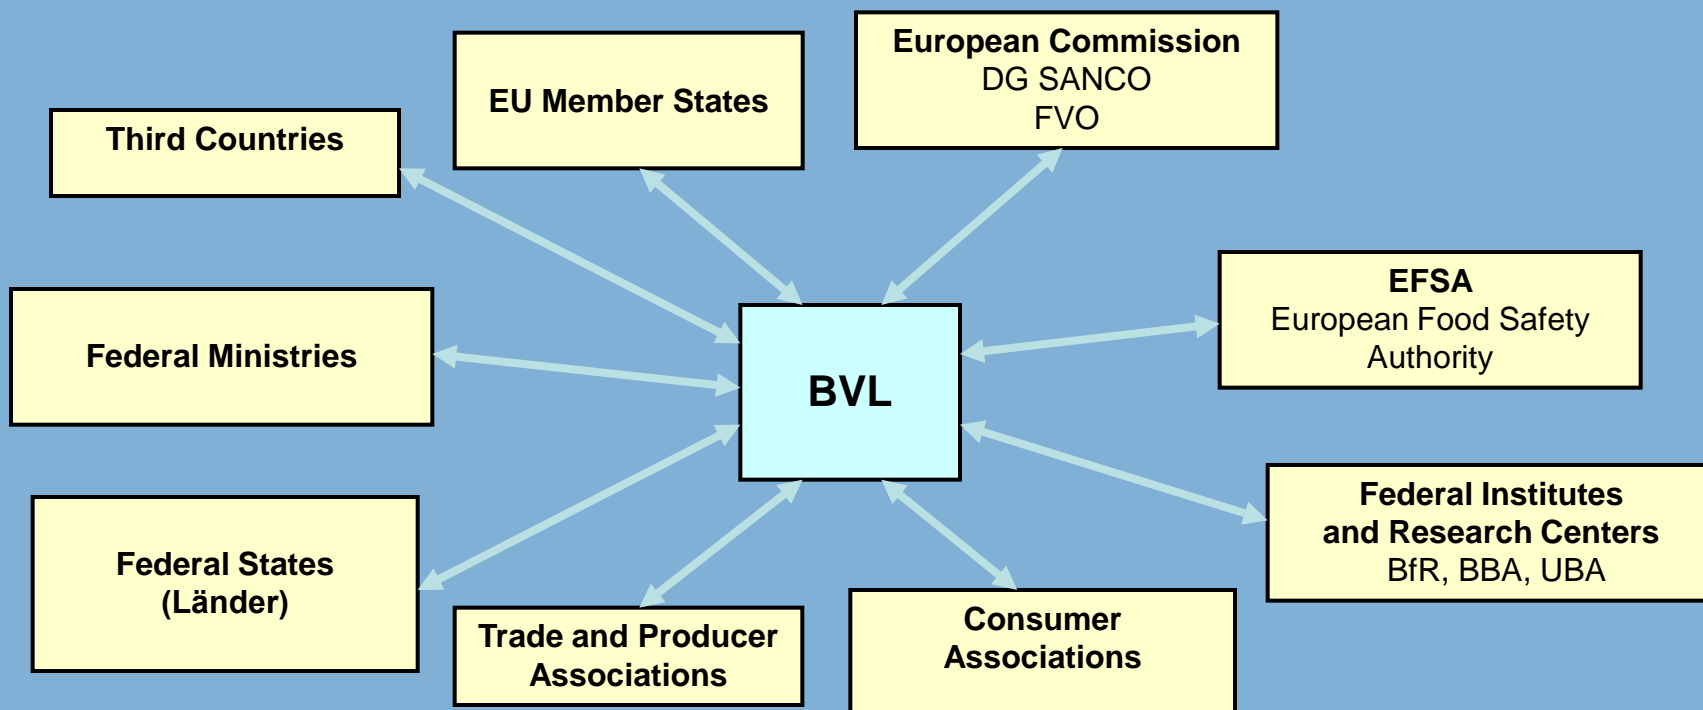 European Commission
DG SANCO
FVO
EU Member States
Third Countries
EFSA
European Food Safety
Authority
Federal Ministries
BVL
Federal Institutes
and Research Centers
BfR, BBA, UBA
Federal States
(Länder)
Trade and Producer
Associations
Consumer
Associations